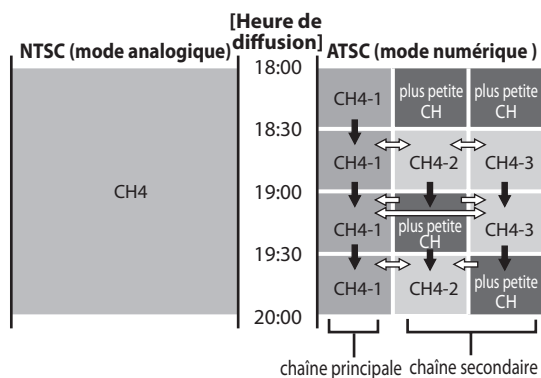 [Heure de
diffusion]
NTSC (mode analogique)
ATSC (mode numérique )
18:00
CH4-1
plus petite
CH
plus petite
CH
18:30
CH4-1
CH4-2
CH4-3
CH4
19:00
CH4-1
plus petite
CH
CH4-3
19:30
CH4-1
CH4-2
plus petite
CH
20:00
chaîne principale
chaîne secondaire